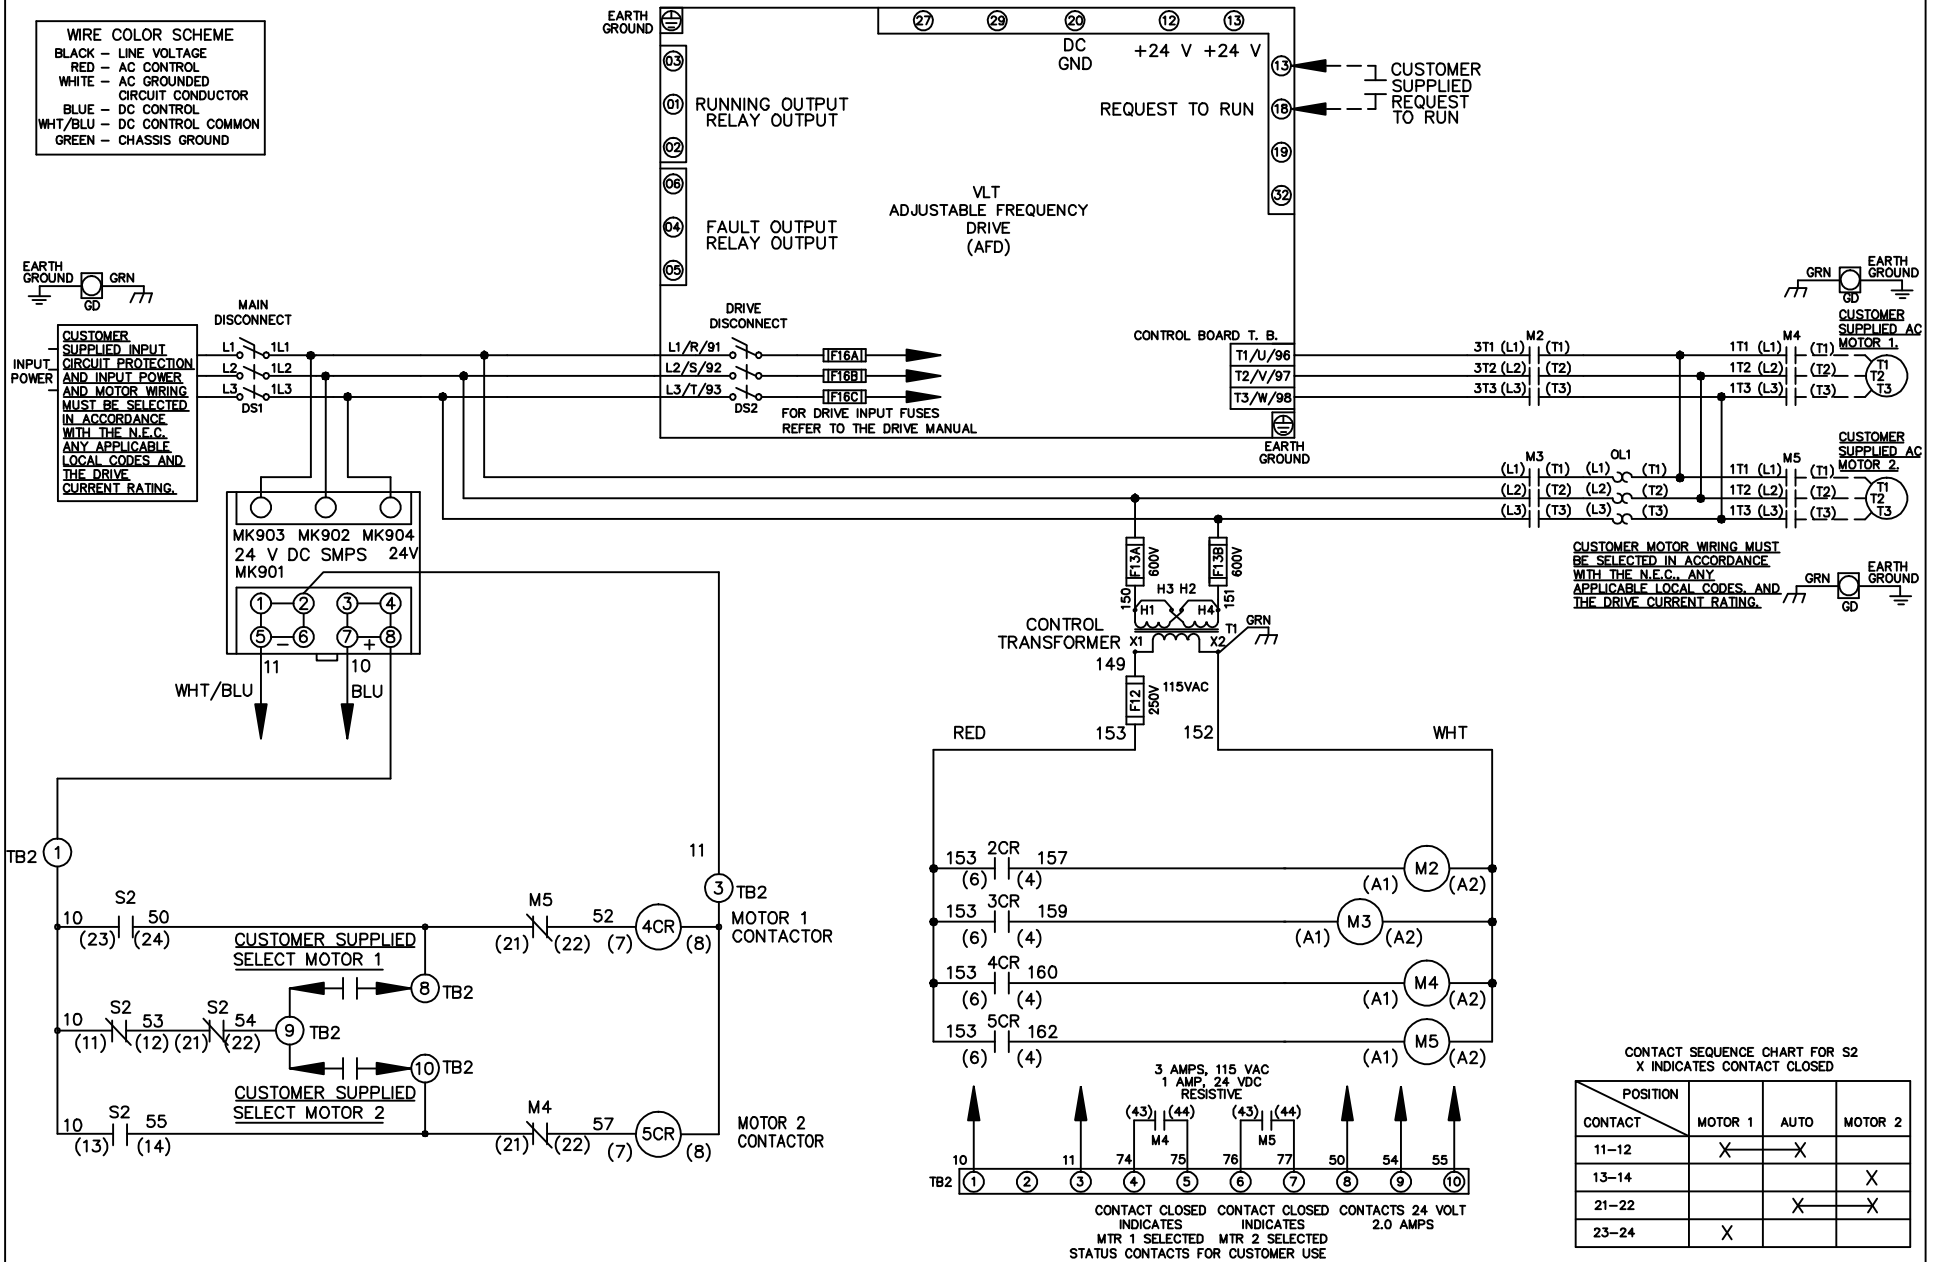 WIRE COLOR SCHEME
BLACK – LINE VOLTAGE
RED – AC CONTROL
WHITE – AC GROUNDED
CIRCUIT CONDUCTOR
BLUE – DC CONTROL
WHT/BLU – DC CONTROL COMMON
GREEN – CHASSIS GROUND
EARTH
GROUND
27 29 20 12 13
DC
GND
+24 V +24 V
03
01
02
RUNNING OUTPUT
RELAY OUTPUT
06
04
05
FAULT OUTPUT
RELAY OUTPUT
VLT
ADJUSTABLE FREQUENCY
DRIVE
(AFD)
REQUEST TO RUN
13
18
19
32
CUSTOMER
SUPPLIED
REQUEST
TO RUN
EARTH
GROUND
GRN
GD
INPUT
POWER
CUSTOMER
SUPPLIED INPUT
CIRCUIT PROTECTION
AND INPUT POWER
AND MOTOR WIRING
MUST BE SELECTED
IN ACCORDANCE
WITH THE N.E.C.
ANY APPLICABLE
LOCAL CODES AND
THE DRIVE
CURRENT RATING.
MAIN
DISCONNECT
L1 1L1
L2 1L2
L3 1L3
DS1
DRIVE
DISCONNECT
L1/R/91
L2/S/92
L3/T/93
DS2
F16A
F16B
F16C
FOR DRIVE INPUT FUSES
REFER TO THE DRIVE MANUAL
CONTROL BOARD T. B.
T1/U/96
T2/V/97
T3/W/98
EARTH
GROUND
M2
3T1 (L1) (T1)
3T2 (L2) (T2)
3T3 (L3) (T3)
M4
1T1 (L1) (T1)
1T2 (L2) (T2)
1T3 (L3) (T3)
GRN
EARTH
GROUND
GD
CUSTOMER
SUPPLIED AC
MOTOR 1.
T1
T2
T3
M3
(L1) (T1)
(L2) (T2)
(L3) (T3)
OL1
(L1) (T1)
(L2) (T2)
(L3) (T3)
M5
1T1 (L1) (T1)
1T2 (L2) (T2)
1T3 (L3) (T3)
CUSTOMER
SUPPLIED AC
MOTOR 2.
T1
T2
T3
CUSTOMER MOTOR WIRING MUST
BE SELECTED IN ACCORDANCE
WITH THE N.E.C., ANY
APPLICABLE LOCAL CODES, AND
THE DRIVE CURRENT RATING.
GRN
EARTH
GROUND
GD
MK903 MK902 MK904
24 V DC SMPS 24V
MK901
1 2 3 4
5 – 6 7 + 8
11
10
WHT/BLU
BLU
F13A
600V
F13B
600V
150
151
H3 H2
H1 H4
CONTROL
TRANSFORMER
T1
X1 X2
GRN
149
F12
250V
115VAC
153
152
RED
WHT
TB2 1
11
3 TB2
S2
10 50
(23) (24)
M5
(21) (22)
52
(7) 4CR (8)
MOTOR 1
CONTACTOR
CUSTOMER SUPPLIED
SELECT MOTOR 1
8 TB2
S2 S2
10 53 54
(11) (12) (21) (22)
9 TB2
10 TB2
CUSTOMER SUPPLIED
SELECT MOTOR 2
S2
10 55
(13) (14)
M4
(21) (22)
57
(7) 5CR (8)
MOTOR 2
CONTACTOR
153 2CR 157
(6) (4)
(A1) M2 (A2)
153 3CR 159
(6) (4)
(A1) M3 (A2)
153 4CR 160
(6) (4)
(A1) M4 (A2)
153 5CR 162
(6) (4)
(A1) M5 (A2)
3 AMPS, 115 VAC
1 AMP, 24 VDC
RESISTIVE
(43) (44)
M4
(43) (44)
M5
10 11 74 75 76 77 50 54 55
TB2 1 2 3 4 5 6 7 8 9 10
CONTACT CLOSED
INDICATES
MTR 1 SELECTED
CONTACT CLOSED
INDICATES
MTR 2 SELECTED
CONTACTS 24 VOLT
2.0 AMPS
STATUS CONTACTS FOR CUSTOMER USE
CONTACT SEQUENCE CHART FOR S2
X INDICATES CONTACT CLOSED
POSITION
CONTACT MOTOR 1 AUTO MOTOR 2
11–12 X X
13–14 X
21–22 X X
23–24 X